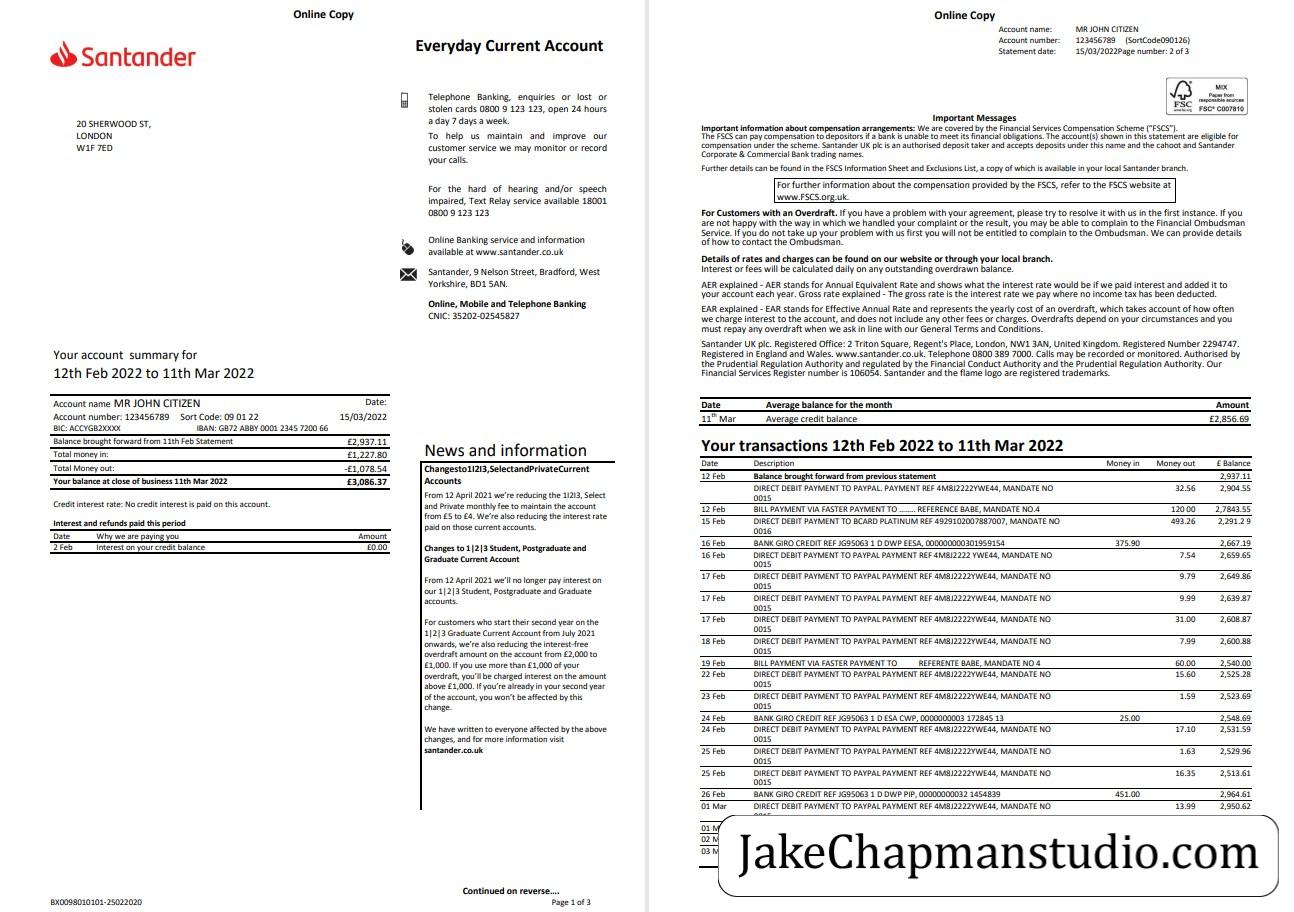 Online Copy
Santander
Everyday Current Account
Telephone Banking, enquiries or lost or
stolen cards 0800 9 123 123, open 24 hours
a day 7 days a week.
To help us maintain and improve our
customer service we may monitor or record
your calls.
For the hard of hearing and/or speech
impaired, Text Relay service available 18001
0800 9 123 123
20 SHERWOOD ST,
LONDON
W1F 7ED
Online Banking service and information
available at www.santander.co.uk
Santander, 9 Nelson Street, Bradford, West
Yorkshire, BD1 5AN.
Online, Mobile and Telephone Banking
CNIC: 35202-02545827
Your account summary for
12th Feb 2022 to 11th Mar 2022
Account name MR JOHN CITIZEN Date:
Account number: 123456789 Sort Code: 09 01 22 15/03/2022
BIC: ACCYGB2XXXX IBAN: GB72 ABBY 0001 2345 7200 66
Balance brought forward from 11th Feb Statement £2,937.11
Total money in: £1,227.80
Total Money out: -£1,078.54
Your balance at close of business 11th Mar 2022 £3,086.37
Credit interest rate: No credit interest is paid on this account.
Interest and refunds paid this period
Date Why we are paying you Amount
2 Feb Interest on your credit balance £0.00
News and information
Changesto1I2I3,SelectandPrivateCurrent
Accounts
From 12 April 2021 we're reducing the 1I2I3, Select
and Private monthly fee to maintain the account
from £5 to £4. We're also reducing the interest rate
paid on those current accounts.
Changes to 1|2|3 Student, Postgraduate and
Graduate Current Account
From 12 April 2021 we'll no longer pay interest on
our 1|2|3 Student, Postgraduate and Graduate
accounts.
For customers who start their second year on the
1|2|3 Graduate Current Account from July 2021
onwards, we're also reducing the interest-free
overdraft amount on the account from £2,000 to
£1,000. If you use more than £1,000 of your
overdraft, you'll be charged interest on the amount
above £1,000. If you're already in your second year
of the account, you won't be affected by this
change.
We have written to everyone affected by the above
changes, and for more information visit
santander.co.uk
Continued on reverse....
BX0098010101-25022020 Page 1 of 3
Online Copy
Account name: MR JOHN CITIZEN
Account number: 123456789 (SortCode090126)
Statement date: 15/03/2022Page number: 2 of 3
FSC
www.fsc.org
MIX
Paper from
responsible sources
FSC® C007810
Important Messages
Important information about compensation arrangements: We are covered by the Financial Services Compensation Scheme ("FSCS").
The FSCS can pay compensation to depositors if a bank is unable to meet its financial obligations. The account(s) shown in this statement are eligible for
compensation under the scheme. Santander UK plc is an authorised deposit taker and accepts deposits under this name and the cahoot and Santander
Corporate & Commercial Bank trading names.
Further details can be found in the FSCS Information Sheet and Exclusions List, a copy of which is available in your local Santander branch.
For further information about the compensation provided by the FSCS, refer to the FSCS website at
www.FSCS.org.uk.
For Customers with an Overdraft. If you have a problem with your agreement, please try to resolve it with us in the first instance. If you
are not happy with the way in which we handled your complaint or the result, you may be able to complain to the Financial Ombudsman
Service. If you do not take up your problem with us first you will not be entitled to complain to the Ombudsman. We can provide details
of how to contact the Ombudsman.
Details of rates and charges can be found on our website or through your local branch.
Interest or fees will be calculated daily on any outstanding overdrawn balance.
AER explained - AER stands for Annual Equivalent Rate and shows what the interest rate would be if we paid interest and added it to
your account each year. Gross rate explained - The gross rate is the interest rate we pay where no income tax has been deducted.
EAR explained - EAR stands for Effective Annual Rate and represents the yearly cost of an overdraft, which takes account of how often
we charge interest to the account, and does not include any other fees or charges. Overdrafts depend on your circumstances and you
must repay any overdraft when we ask in line with our General Terms and Conditions.
Santander UK plc. Registered Office: 2 Triton Square, Regent's Place, London, NW1 3AN, United Kingdom. Registered Number 2294747.
Registered in England and Wales. www.santander.co.uk. Telephone 0800 389 7000. Calls may be recorded or monitored. Authorised by
the Prudential Regulation Authority and regulated by the Financial Conduct Authority and the Prudential Regulation Authority. Our
Financial Services Register number is 106054. Santander and the flame logo are registered trademarks.
Date Average balance for the month Amount
11th Mar Average credit balance £2,856.69
Your transactions 12th Feb 2022 to 11th Mar 2022
Date Description Money in Money out £ Balance
12 Feb Balance brought forward from previous statement 2,937.11
DIRECT DEBIT PAYMENT TO PAYPAL. PAYMENT REF 4M8J2222YWE44, MANDATE NO 32.56 2,904.55
0015
12 Feb BILL PAYMENT VIA FASTER PAYMENT TO ........ REFERENCE BABE, MANDATE NO.4 120 00 2,7843.55
15 Feb DIRECT DEBIT PAYMENT TO BCARD PLATINUM REF 4929102007887007, MANDATE NO 493.26 2,291.2 9
0016
16 Feb BANK GIRO CREDIT REF JG95063 1 D DWP EESA, 000000000301959154 375.90 2,667.19
16 Feb DIRECT DEBIT PAYMENT TO PAYPAL PAYMENT REF 4M8J2222 YWE44, MANDATE NO 7.54 2,659.65
0015
17 Feb DIRECT DEBIT PAYMENT TO PAYPAL PAYMENT REF 4M8J2222YWE44, MANDATE NO 9.79 2,649.86
0015
17 Feb DIRECT DEBIT PAYMENT TO PAYPAL PAYMENT REF 4M8J2222YWE44, MANDATE NO 9.99 2,639.87
0015
17 Feb DIRECT DEBIT PAYMENT TO PAYPAL PAYMENT REF 4M8J2222YWE44, MANDATE NO 31.00 2,608.87
0015
18 Feb DIRECT DEBIT PAYMENT TO PAYPAL PAYMENT REF 4M8J2222YWE44, MANDATE NO 7.99 2,600.88
0015
19 Feb BILL PAYMENT VIA FASTER PAYMENT TO REFERENTE BABE, MANDATE NO 4 60.00 2,540.00
22 Feb DIRECT DEBIT PAYMENT TO PAYPAL PAYMENT REF 4M8J2222YWE44, MANDATE NO 15.60 2,525.28
0015
23 Feb DIRECT DEBIT PAYMENT TO PAYPAL PAYMENT REF 4M8J2222YWE44, MANDATE NO 1.59 2,523.69
0015
24 Feb BANK GIRO CREDIT REF JG95063 1 D ESA CWP, 0000000003 172845 13 25.00 2,548.69
24 Feb DIRECT DEBIT PAYMENT TO PAYPAL PAYMENT REF 4M8J2222YWE44, MANDATE NO 17.10 2,531.59
0015
25 Feb DIRECT DEBIT PAYMENT TO PAYPAL PAYMENT REF 4M8J2222YWE44, MANDATE NO 1.63 2,529.96
0015
25 Feb DIRECT DEBIT PAYMENT TO PAYPAL PAYMENT REF 4M8J2222YWE44, MANDATE NO 16.35 2,513.61
0015
26 Feb BANK GIRO CREDIT REF JG95063 1 D DWP PIP, 00000000032 1454839 451.00 2,964.61
01 Mar DIRECT DEBIT PAYMENT TO PAYPAL PAYMENT REF 4M8J2222YWE44, MANDATE NO 13.99 2,950.62
01 M
02 M
03 M
JakeChapmanstudio.com